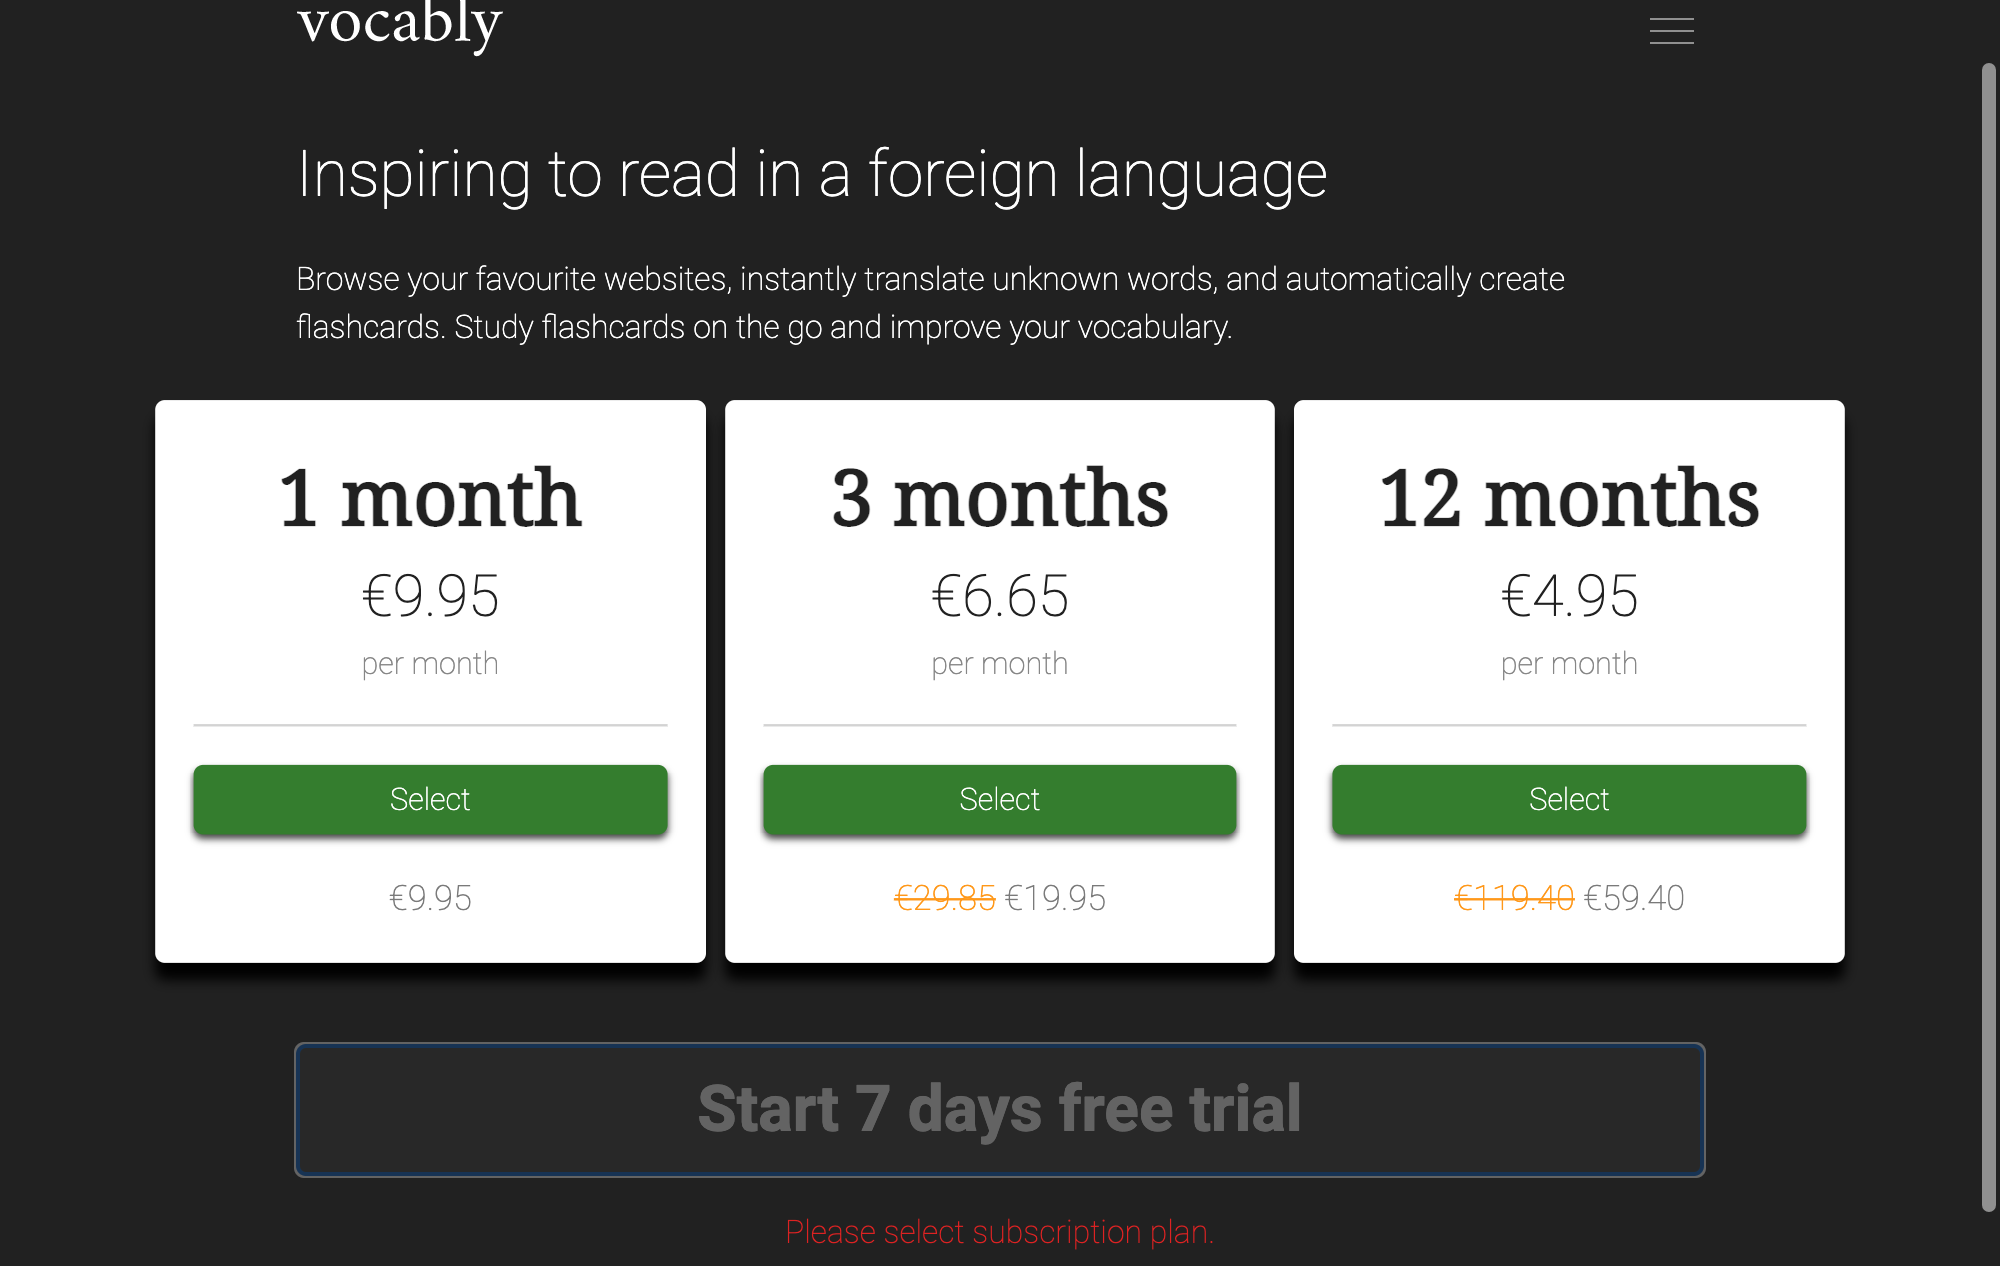 vocably
Inspiring to read in a foreign language
Browse your favourite websites, instantly translate unknown words, and automatically create
flashcards. Study flashcards on the go and improve your vocabulary.
1 month
€9.95
per month
Select
€9.95
3 months
€6.65
per month
Select
€29.85 €19.95
12 months
€4.95
per month
Select
€119.40 €59.40
Start 7 days free trial
Please select subscription plan.